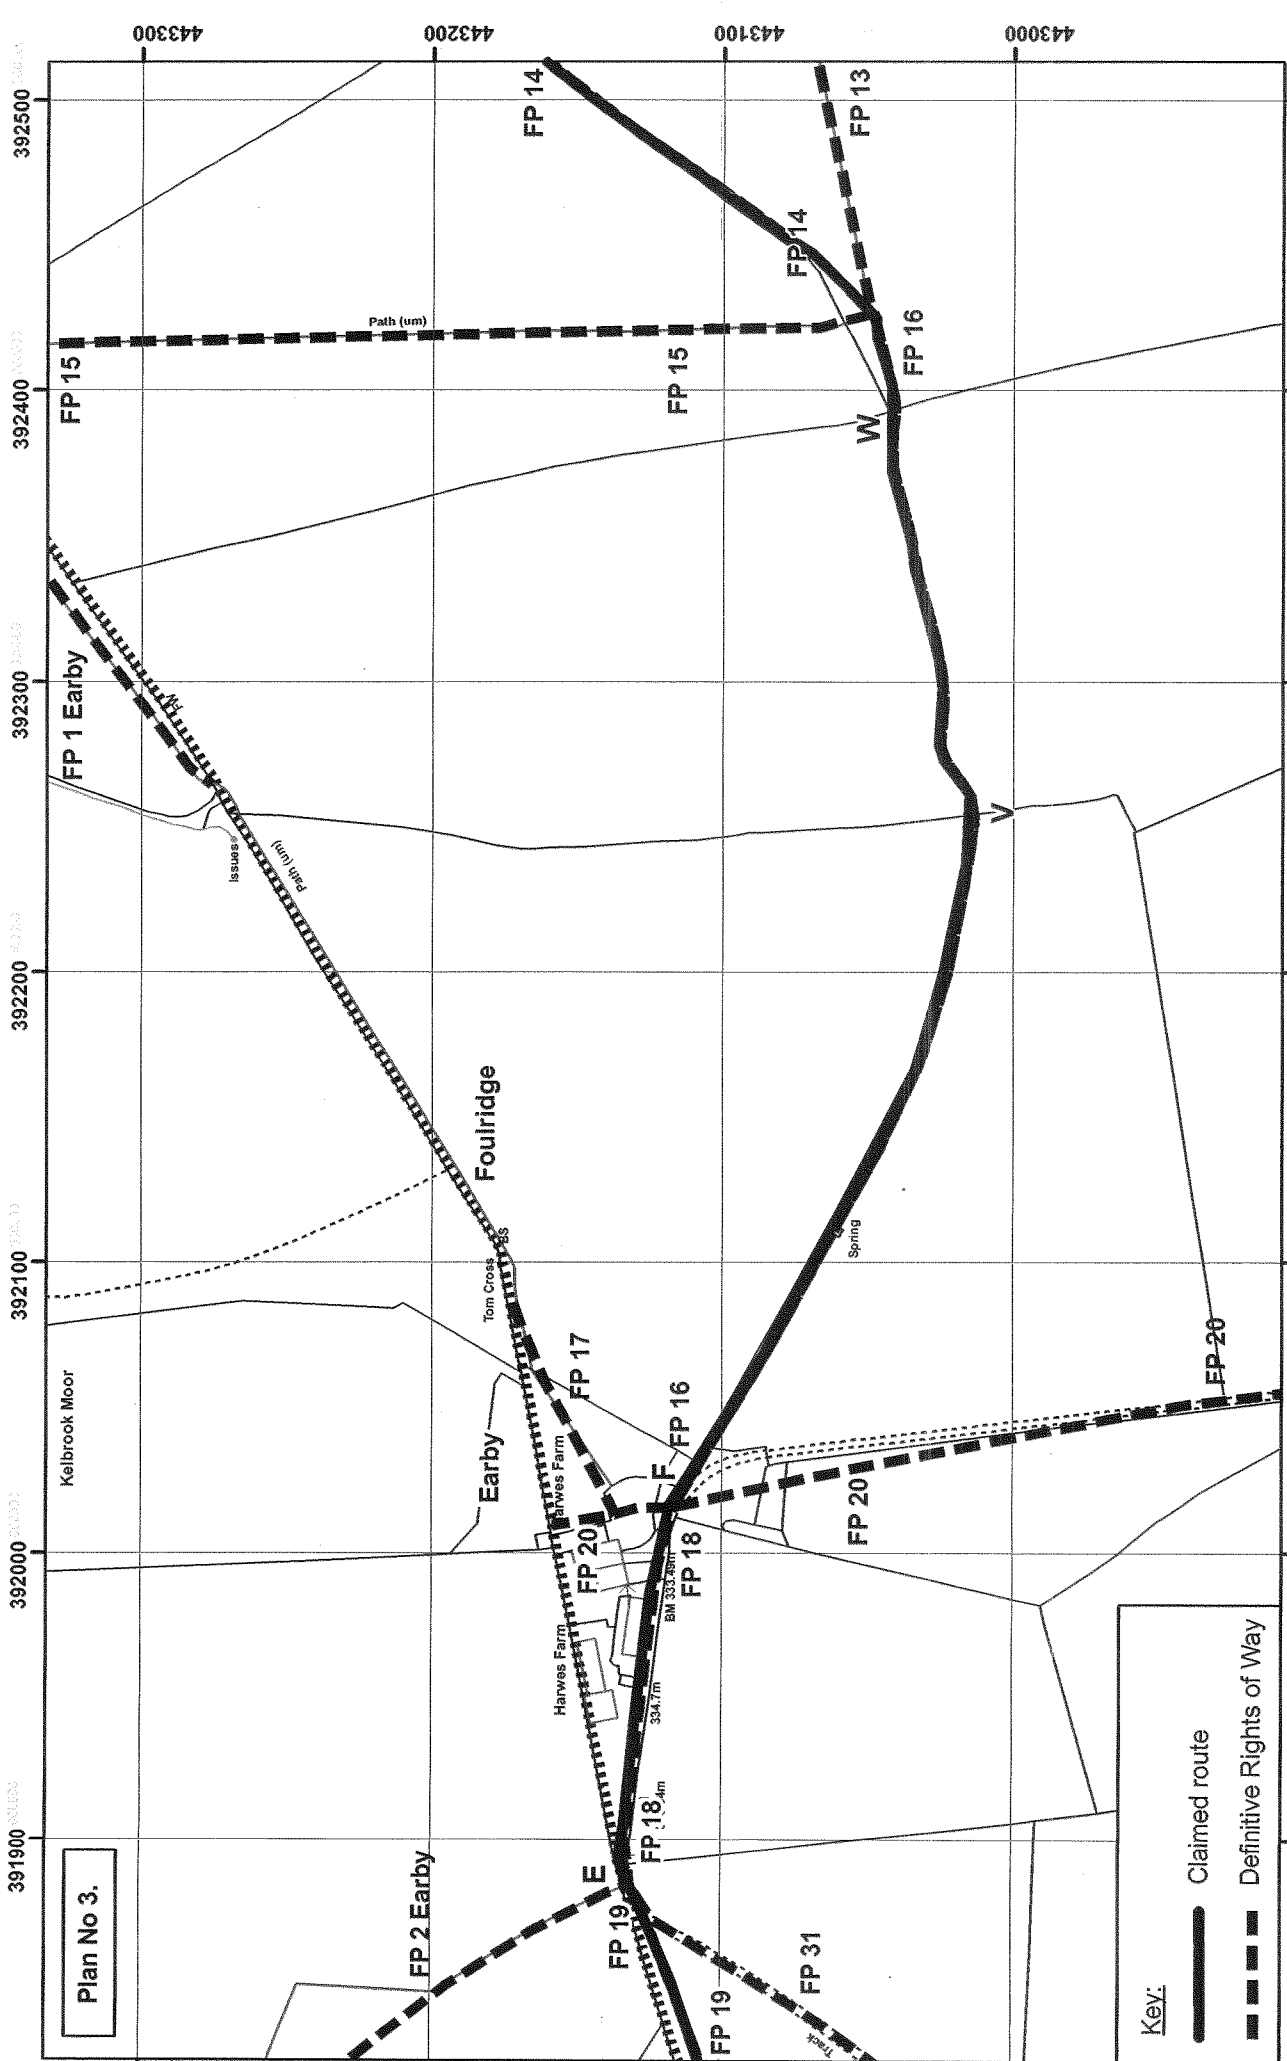 Plan No 3.
391900
392000
392100
392200
392300
392400
392500
443300
443200
443100
443000
Kelbrook Moor
FP 1 Earby
FP 15
Path (um)
FP 15
FP 14
FP 14
FP 13
FP 16
W
V
FW
Issues
Path (um)
Foulridge
Tom Cross
BS
FP 17
Earby
Harwes Farm
FP 20
Harwes Farm
F
FP 16
Spring
FP 20
FP 20
FP 18
BM 333.49m
334.7m
FP 18
FP 2 Earby
E
FP 19
FP 19
FP 31
Track
Key:
Claimed route
Definitive Rights of Way